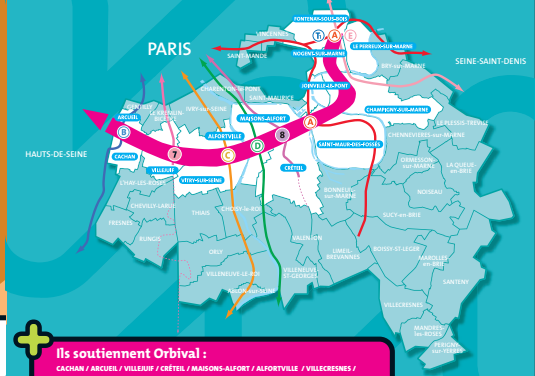 FONTENAY-SOUS-BOIS
VINCENNES
T1 A E
PARIS
LE PERREUX-SUR-MARNE
NOGENT-SUR-MARNE
SAINT-MANDE
SEINE-SAINT-DENIS
BRY-sur-MARNE
CHARENTON-le-PONT
JOINVILLE-LE-PONT
SAINT-MAURICE
GENTILLY
LE KREMLIN-
BICETRE
IVRY-sur-SEINE
MAISONS-ALFORT
CHAMPIGNY-SUR-MARNE
ARCUEIL
LE PLESSIS-TREVISE
A
B
ALFORTVILLE
8
CHENNEVIERES-sur-MARNE
D
SAINT-MAUR-DES-FOSSÉS
HAUTS-DE-SEINE
CACHAN
7
C
ORMESSON-
sur-MARNE
LA QUEUE-
en-BRIE
VILLEJUIF
CRÉTEIL
L'HAY-LES-ROSES
VITRY-SUR-SEINE
BONNEUIL
-sur-MARNE
NOISEAU
CHEVILLY-LARUE
THIAIS
CHOISY-le-ROI
SUCY-en-BRIE
FRESNES
RUNGIS
VALENTON
ORLY
LIMEIL-
BREVANNES
BOISSY-ST-LEGER
MAROLLES
en-BRIE
VILLENEUVE-LE-ROI
VILLENEUVE
ST-GEORGES
SANTENY
ABLON-sur-SEINE
VILLECRESNES
MANDRES-
les-ROSES
PERIGNY-
sur-YERRES
Ils soutiennent Orbival :
CACHAN / ARCUEIL / VILLEJUIF / CRÉTEIL / MAISONS-ALFORT / ALFORTVILLE / VILLECRESNES /